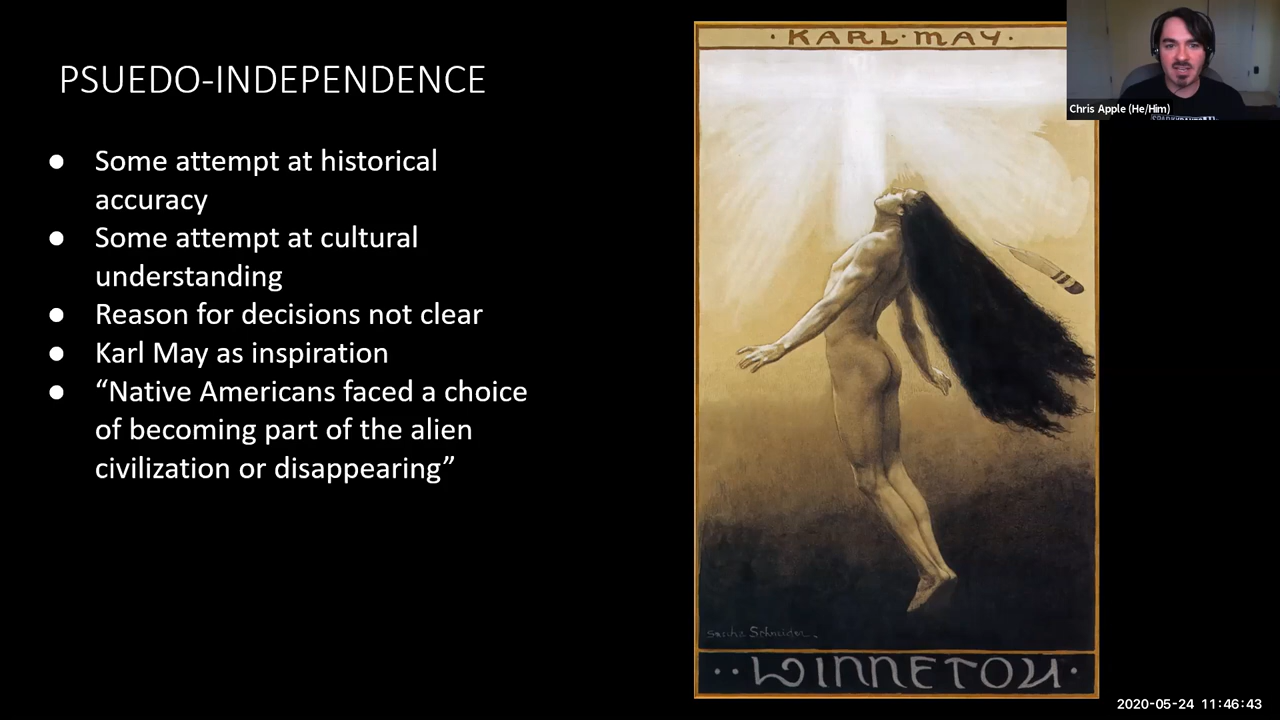 PSUEDO-INDEPENDENCE
● Some attempt at historical
accuracy
● Some attempt at cultural
understanding
● Reason for decisions not clear
● Karl May as inspiration
● “Native Americans faced a choice
of becoming part of the alien
civilization or disappearing”
· KARL · MAY ·
Sascha Schneider
·· WINNETOU ·
Chris Apple (He/Him)
2020-05-24 11:46:43